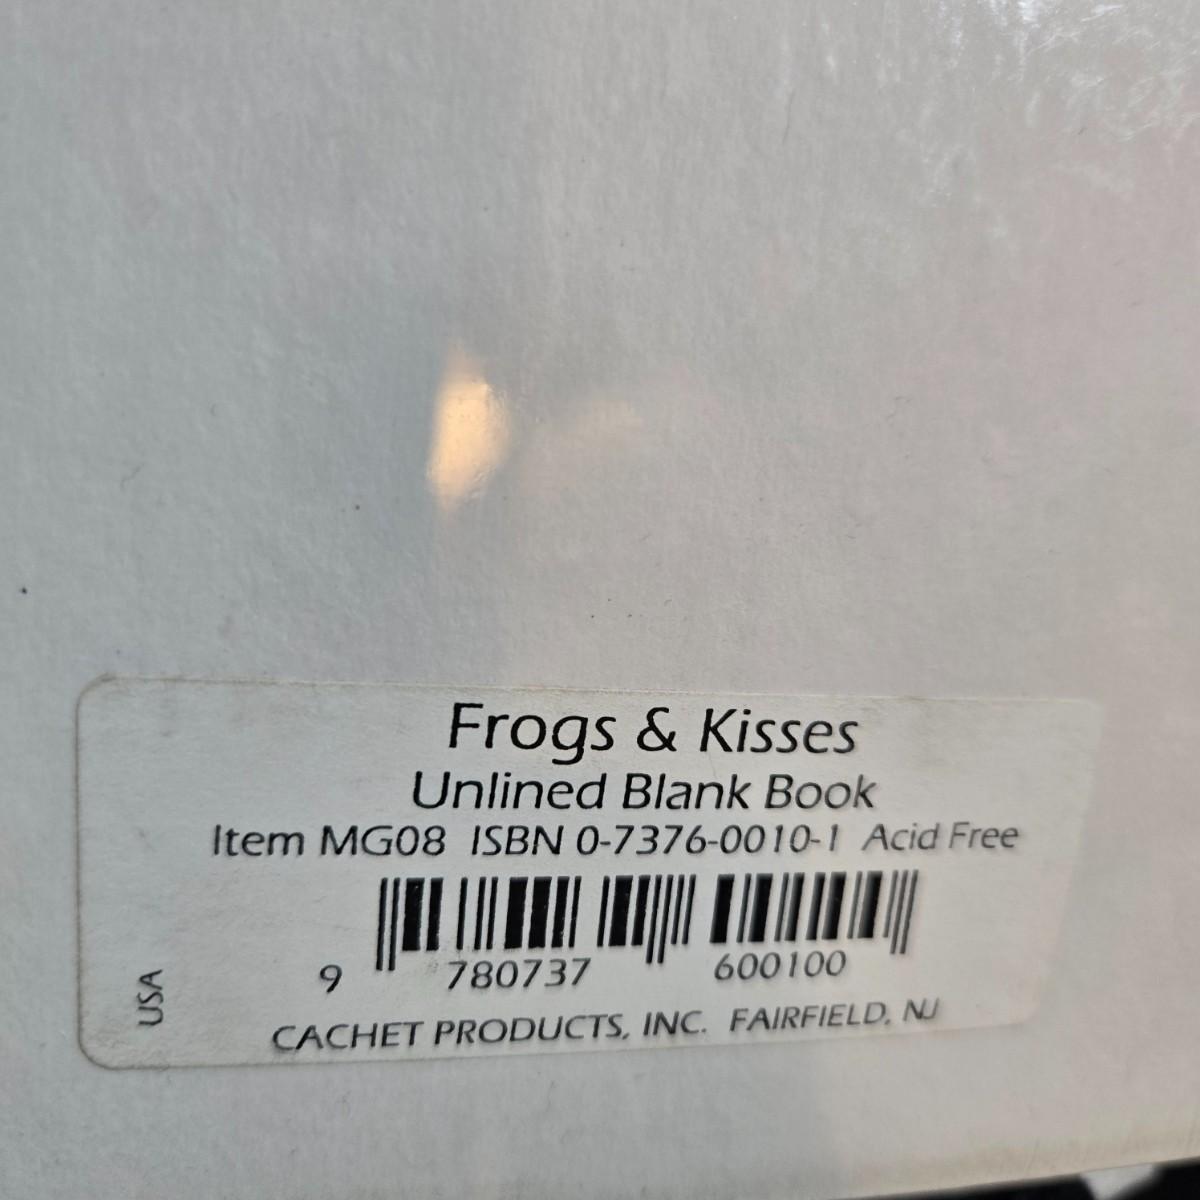 Frogs & Kisses
Unlined Blank Book
Item MG08 ISBN 0-7376-0010-1 Acid Free
9 780737 600100
USA
CACHET PRODUCTS, INC. FAIRFIELD, NJ